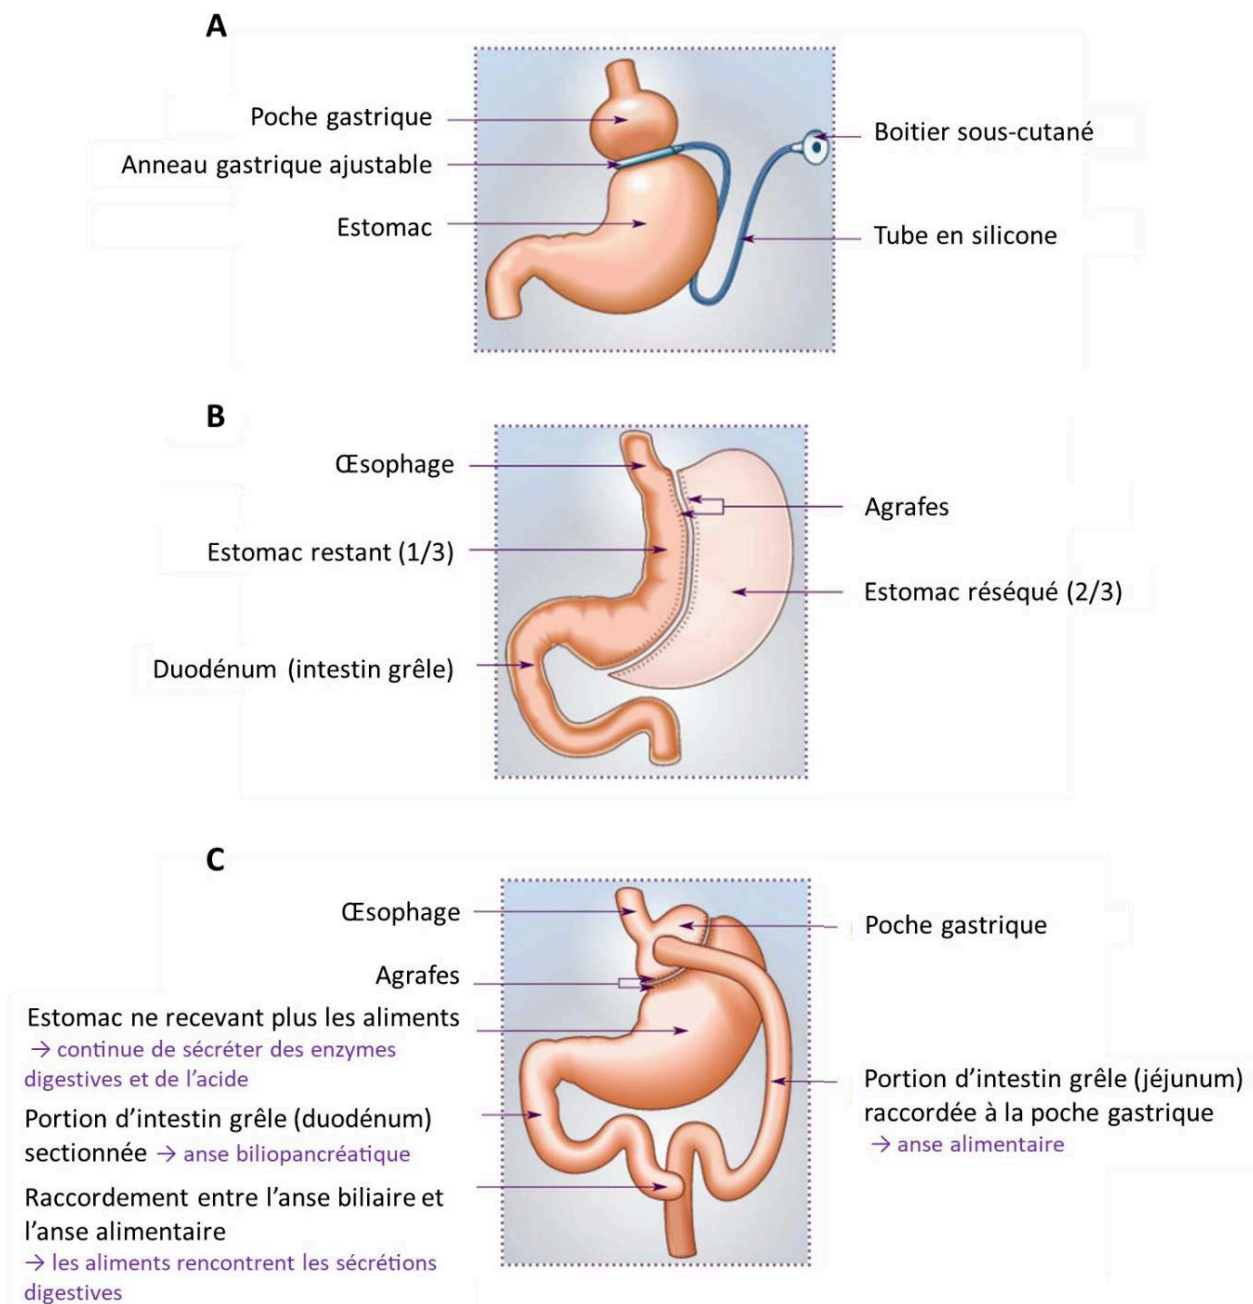 A
Poche gastrique
Anneau gastrique ajustable
Estomac
Boitier sous-cutané
Tube en silicone
B
Œsophage
Estomac restant (1/3)
Duodénum (intestin grêle)
Agrafes
Estomac réséqué (2/3)
C
Œsophage
Agrafes
Estomac ne recevant plus les aliments
→ continue de sécréter des enzymes
digestives et de l’acide
Portion d’intestin grêle (duodénum)
sectionnée → anse biliopancréatique
Raccordement entre l’anse biliaire et
l’anse alimentaire
→ les aliments rencontrent les sécrétions
digestives
Poche gastrique
Portion d’intestin grêle (jéjunum)
raccordée à la poche gastrique
→ anse alimentaire